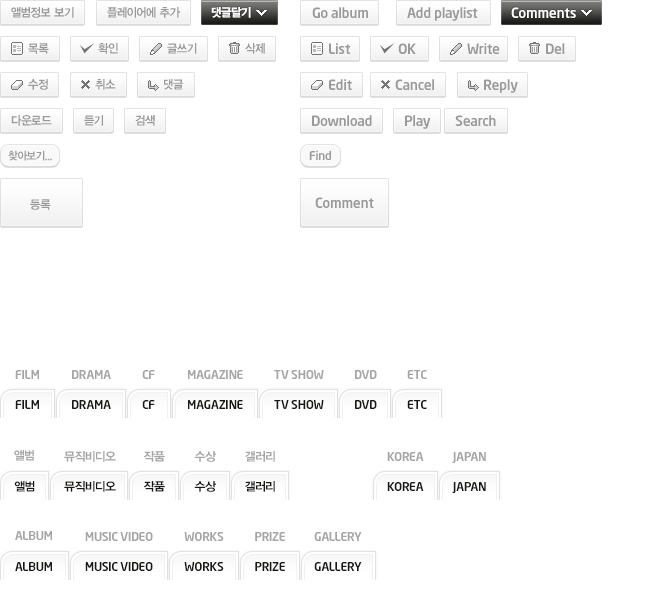 앨범정보 보기 플레이어에 추가 댓글달기 Go album Add playlist Comments
목록 확인 글쓰기 삭제 List OK Write Del
수정 취소 댓글 Edit Cancel Reply
다운로드 듣기 검색 Download Play Search
찾아보기... Find
등록 Comment
FILM DRAMA CF MAGAZINE TV SHOW DVD ETC
FILM DRAMA CF MAGAZINE TV SHOW DVD ETC
앨범 뮤직비디오 작품 수상 갤러리 KOREA JAPAN
앨범 뮤직비디오 작품 수상 갤러리 KOREA JAPAN
ALBUM MUSIC VIDEO WORKS PRIZE GALLERY
ALBUM MUSIC VIDEO WORKS PRIZE GALLERY